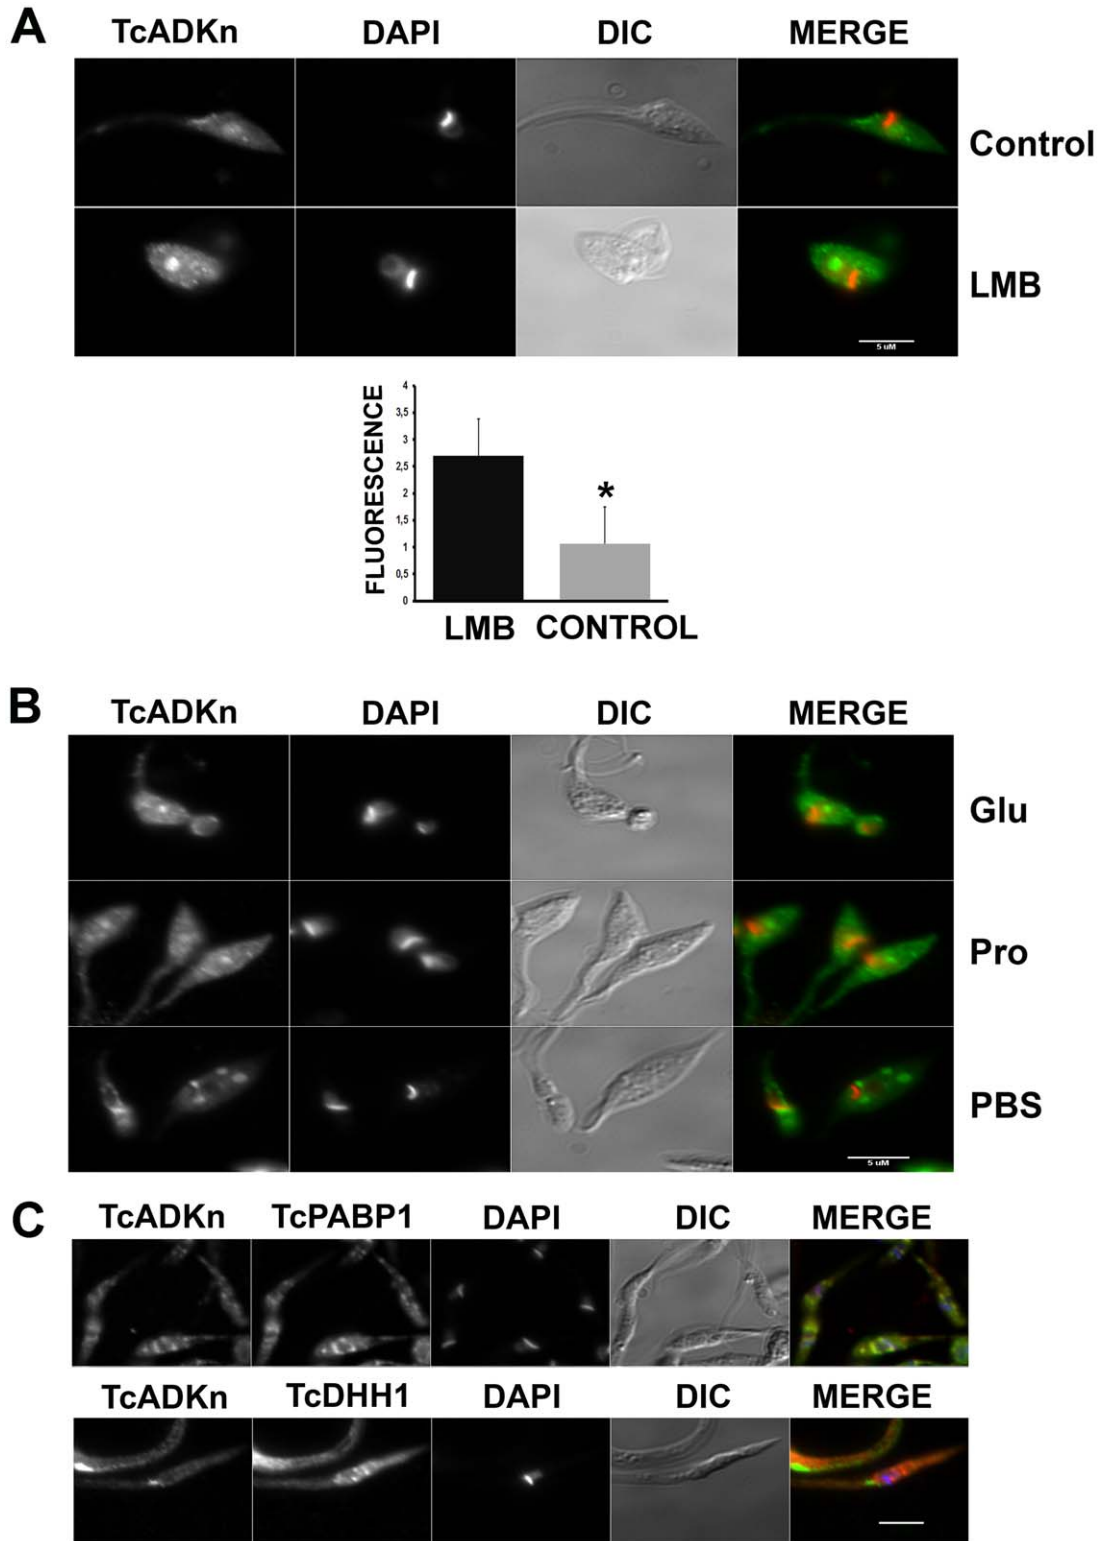 A
TcADKn DAPI DIC MERGE
Control
LMB
5 uM
FLUORESCENCE
4
3,5
3
2,5
2
1,5
1
0,5
0
*
LMB CONTROL
B
TcADKn DAPI DIC MERGE
Glu
Pro
PBS
5 uM
C
TcADKn TcPABP1 DAPI DIC MERGE
TcADKn TcDHH1 DAPI DIC MERGE